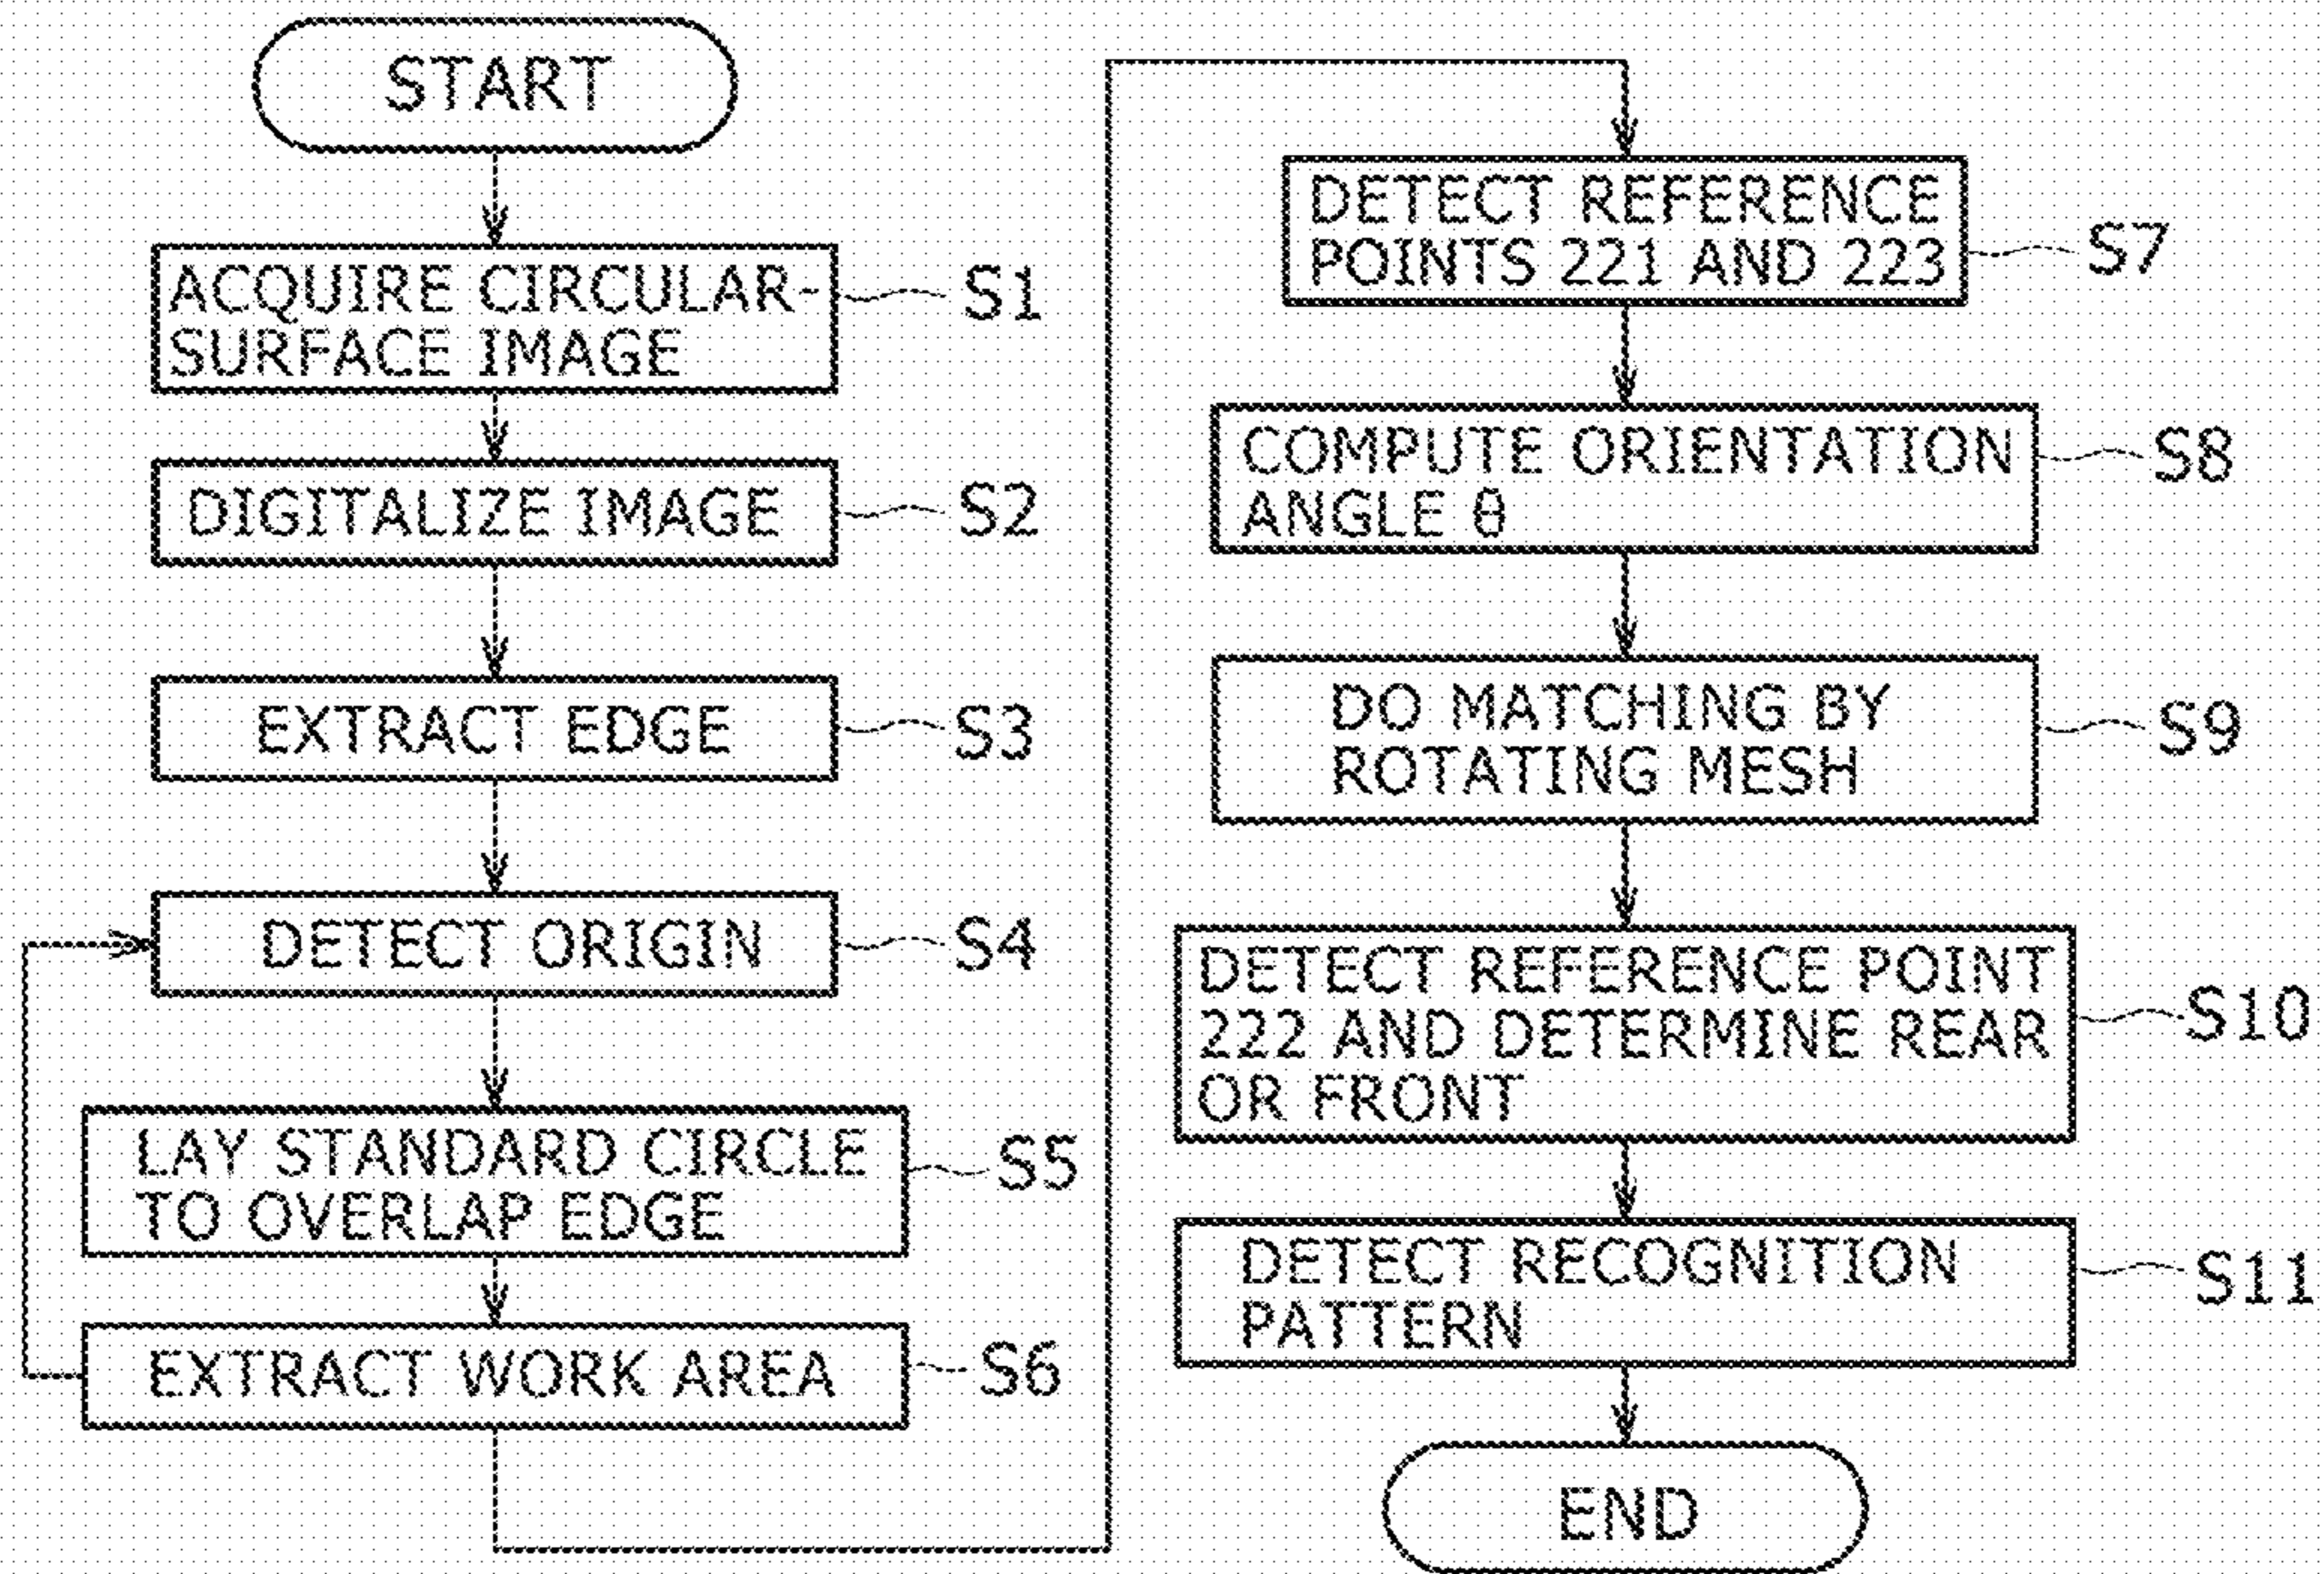 START
ACQUIRE CIRCULAR-
SURFACE IMAGE
S1
DIGITALIZE IMAGE
S2
EXTRACT EDGE
S3
DETECT ORIGIN
S4
LAY STANDARD CIRCLE
TO OVERLAP EDGE
S5
EXTRACT WORK AREA
S6
DETECT REFERENCE
POINTS 221 AND 223
S7
COMPUTE ORIENTATION
ANGLE θ
S8
DO MATCHING BY
ROTATING MESH
S9
DETECT REFERENCE POINT
222 AND DETERMINE REAR
OR FRONT
S10
DETECT RECOGNITION
PATTERN
S11
END